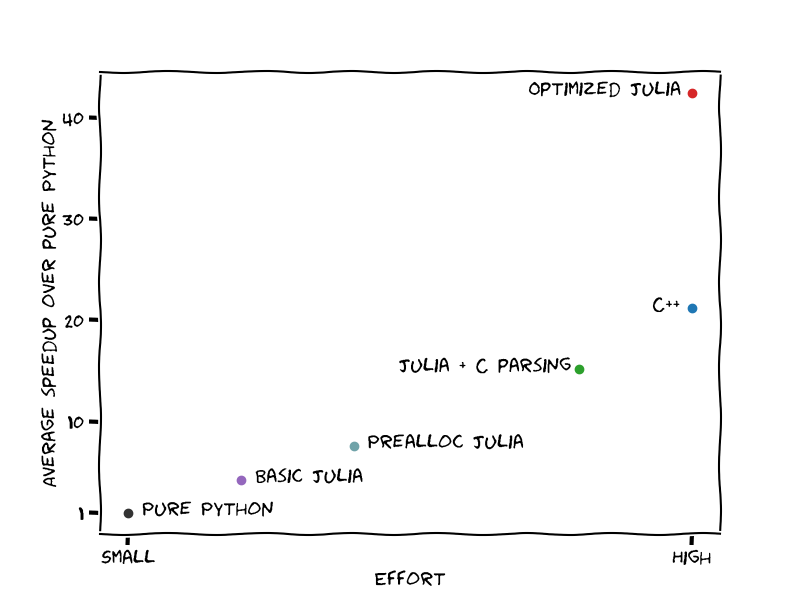 OPTIMIZED JULIA
40
30
C++
20
JULIA + C PARSING
10
PREALLOC JULIA
BASIC JULIA
1
PURE PYTHON
SMALL
HIGH
EFFORT
AVERAGE SPEEDUP OVER PURE PYTHON